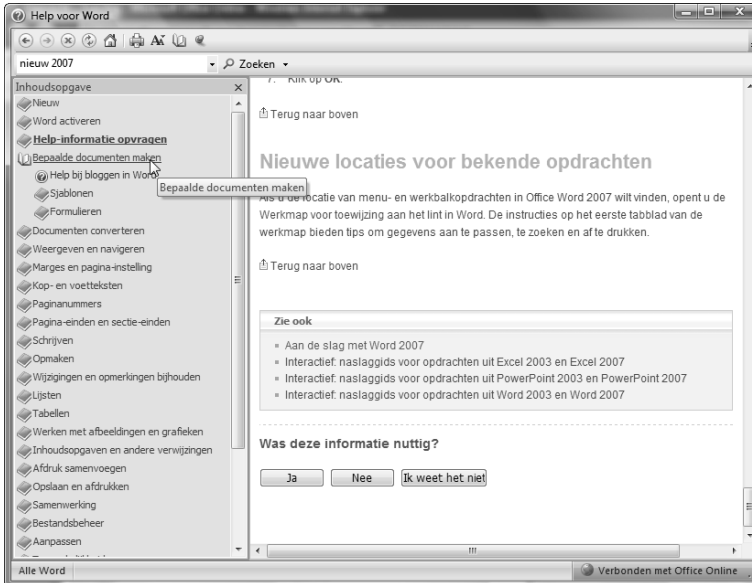 Help voor Word
nieuw 2007
Zoeken
Inhoudsopgave
Nieuw
Word activeren
Help-informatie opvragen
Bepaalde documenten maken
Help bij bloggen in Word
Bepaalde documenten maken
Sjablonen
Formulieren
Documenten converteren
Weergeven en navigeren
Marges en pagina-instelling
Kop- en voetteksten
Paginanummers
Pagina-einden en sectie-einden
Schrijven
Opmaken
Wijzigingen en opmerkingen bijhouden
Lijsten
Tabellen
Werken met afbeeldingen en grafieken
Inhoudsopgaven en andere verwijzingen
Afdruk samenvoegen
Opslaan en afdrukken
Samenwerking
Bestandsbeheer
Aanpassen
7. Klik op OK.
Terug naar boven
Nieuwe locaties voor bekende opdrachten
Als u de locatie van menu- en werkbalkopdrachten in Office Word 2007 wilt vinden, opent u de
Werkmap voor toewijzing aan het lint in Word. De instructies op het eerste tabblad van de
werkmap bieden tips om gegevens aan te passen, te zoeken en af te drukken.
Terug naar boven
Zie ook
Aan de slag met Word 2007
Interactief: naslaggids voor opdrachten uit Excel 2003 en Excel 2007
Interactief: naslaggids voor opdrachten uit PowerPoint 2003 en PowerPoint 2007
Interactief: naslaggids voor opdrachten uit Word 2003 en Word 2007
Was deze informatie nuttig?
Ja
Nee
Ik weet het niet
Alle Word
Verbonden met Office Online